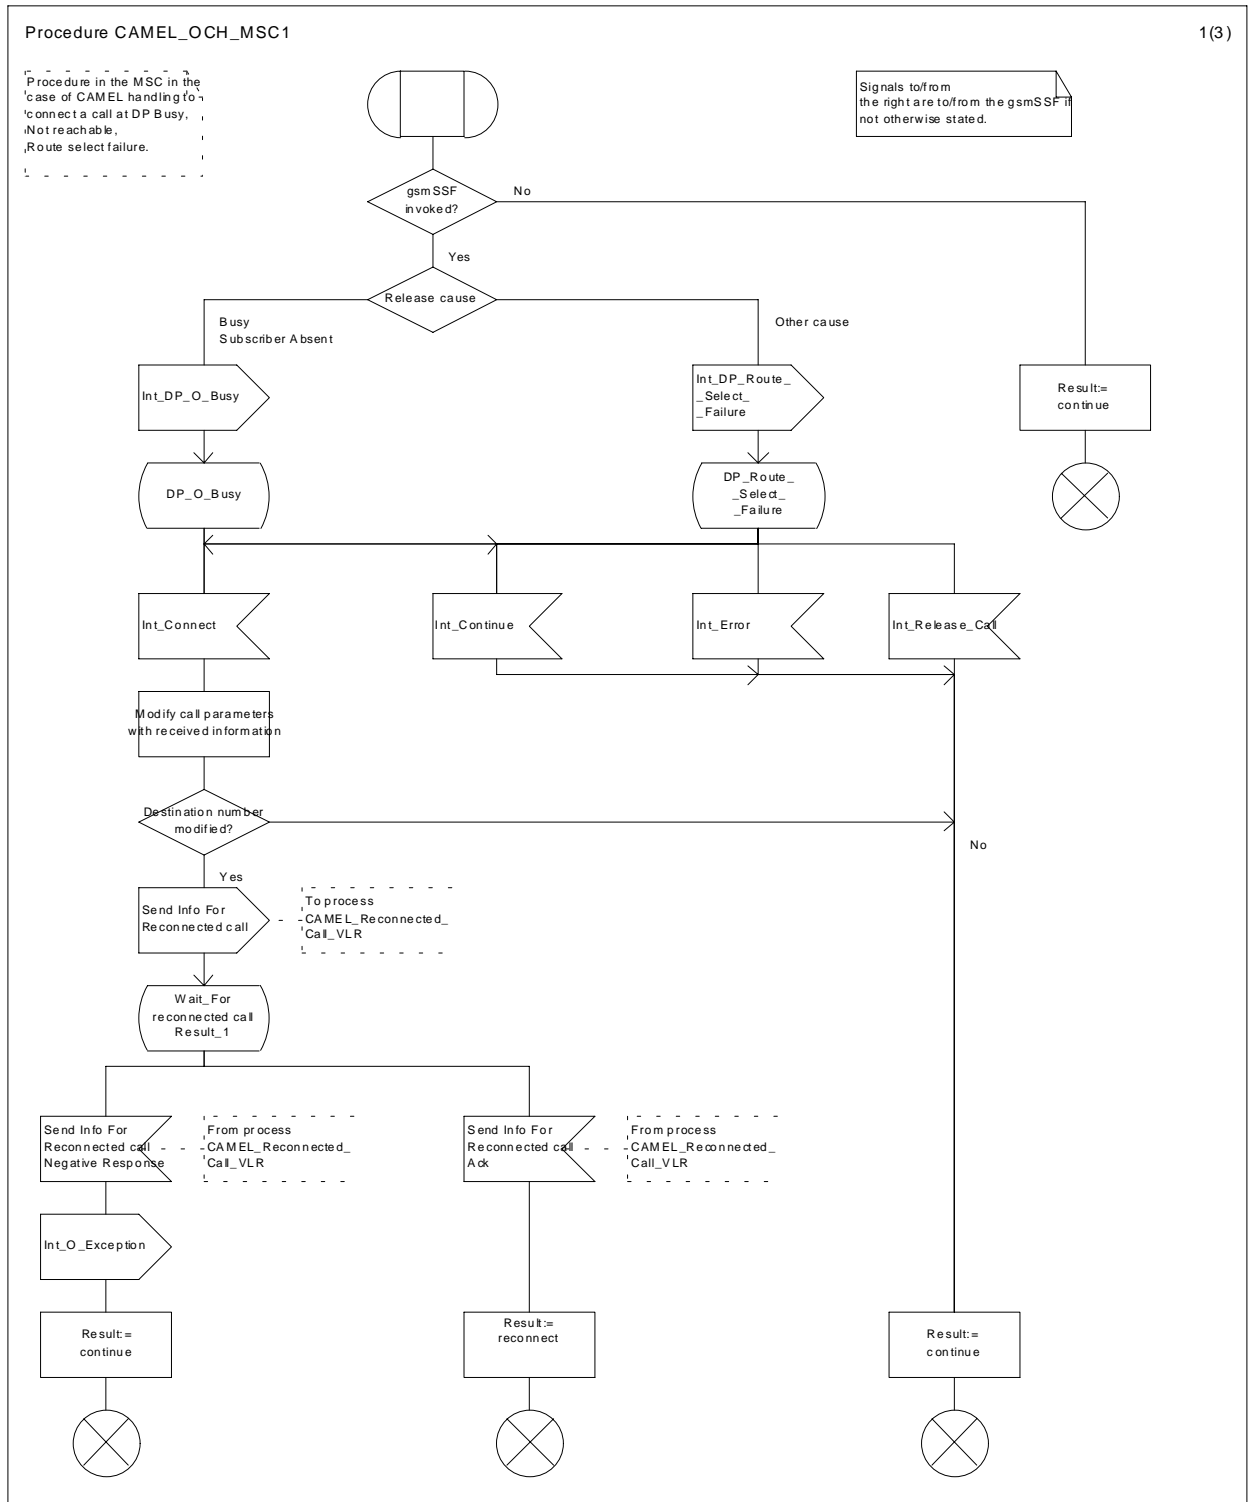 Procedure CAMEL_OCH_MSC1
1(3)
Procedure in the MSC in the
case of CAMEL handling to
connect a call at DP Busy,
Not reachable,
Route select failure.
Signals to/from
the right are to/from the gsmSSF if
not otherwise stated.
gsmSSF
invoked?
No
Yes
Release cause
Busy
Subscriber Absent
Other cause
Int_DP_O_Busy
Int_DP_Route_
_Select_
_Failure
Result:=
continue
DP_O_Busy
DP_Route_
_Select_
_Failure
Int_Connect
Int_Continue
Int_Error
Int_Release_Call
Modify call parameters
with received information
Destination number
modified?
No
Yes
Send Info For
Reconnected call
To process
CAMEL_Reconnected_
Call_VLR
Wait_For
reconnected call
Result_1
Send Info For
Reconnected call
Negative Response
From process
CAMEL_Reconnected_
Call_VLR
Send Info For
Reconnected call
Ack
From process
CAMEL_Reconnected_
Call_VLR
Int_O_Exception
Result:=
continue
Result:=
reconnect
Result:=
continue